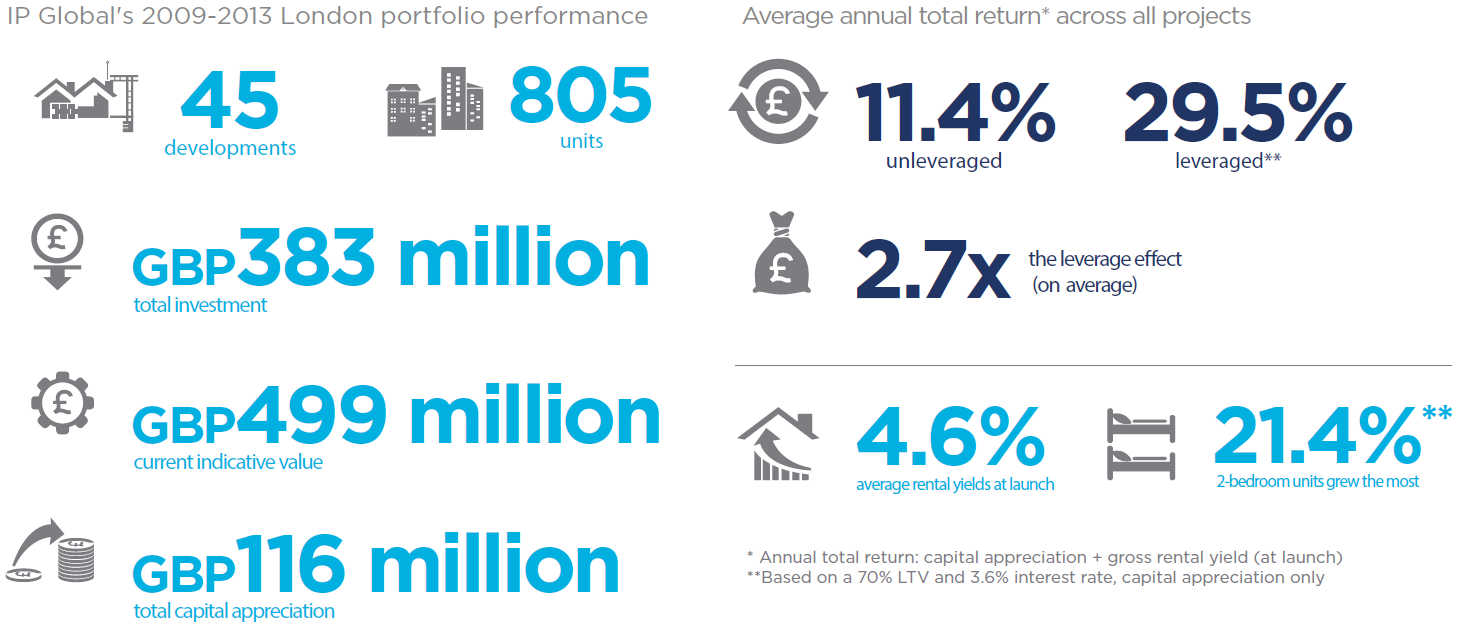 IP Global's 2009-2013 London portfolio performance
45
developments
805
units
GBP383 million
total investment
GBP499 million
current indicative value
GBP116 million
total capital appreciation
Average annual total return* across all projects
11.4%
unleveraged
29.5%
leveraged**
2.7x
the leverage effect
(on average)
4.6%
average rental yields at launch
21.4%**
2-bedroom units grew the most
* Annual total return: capital appreciation + gross rental yield (at launch)
**Based on a 70% LTV and 3.6% interest rate, capital appreciation only